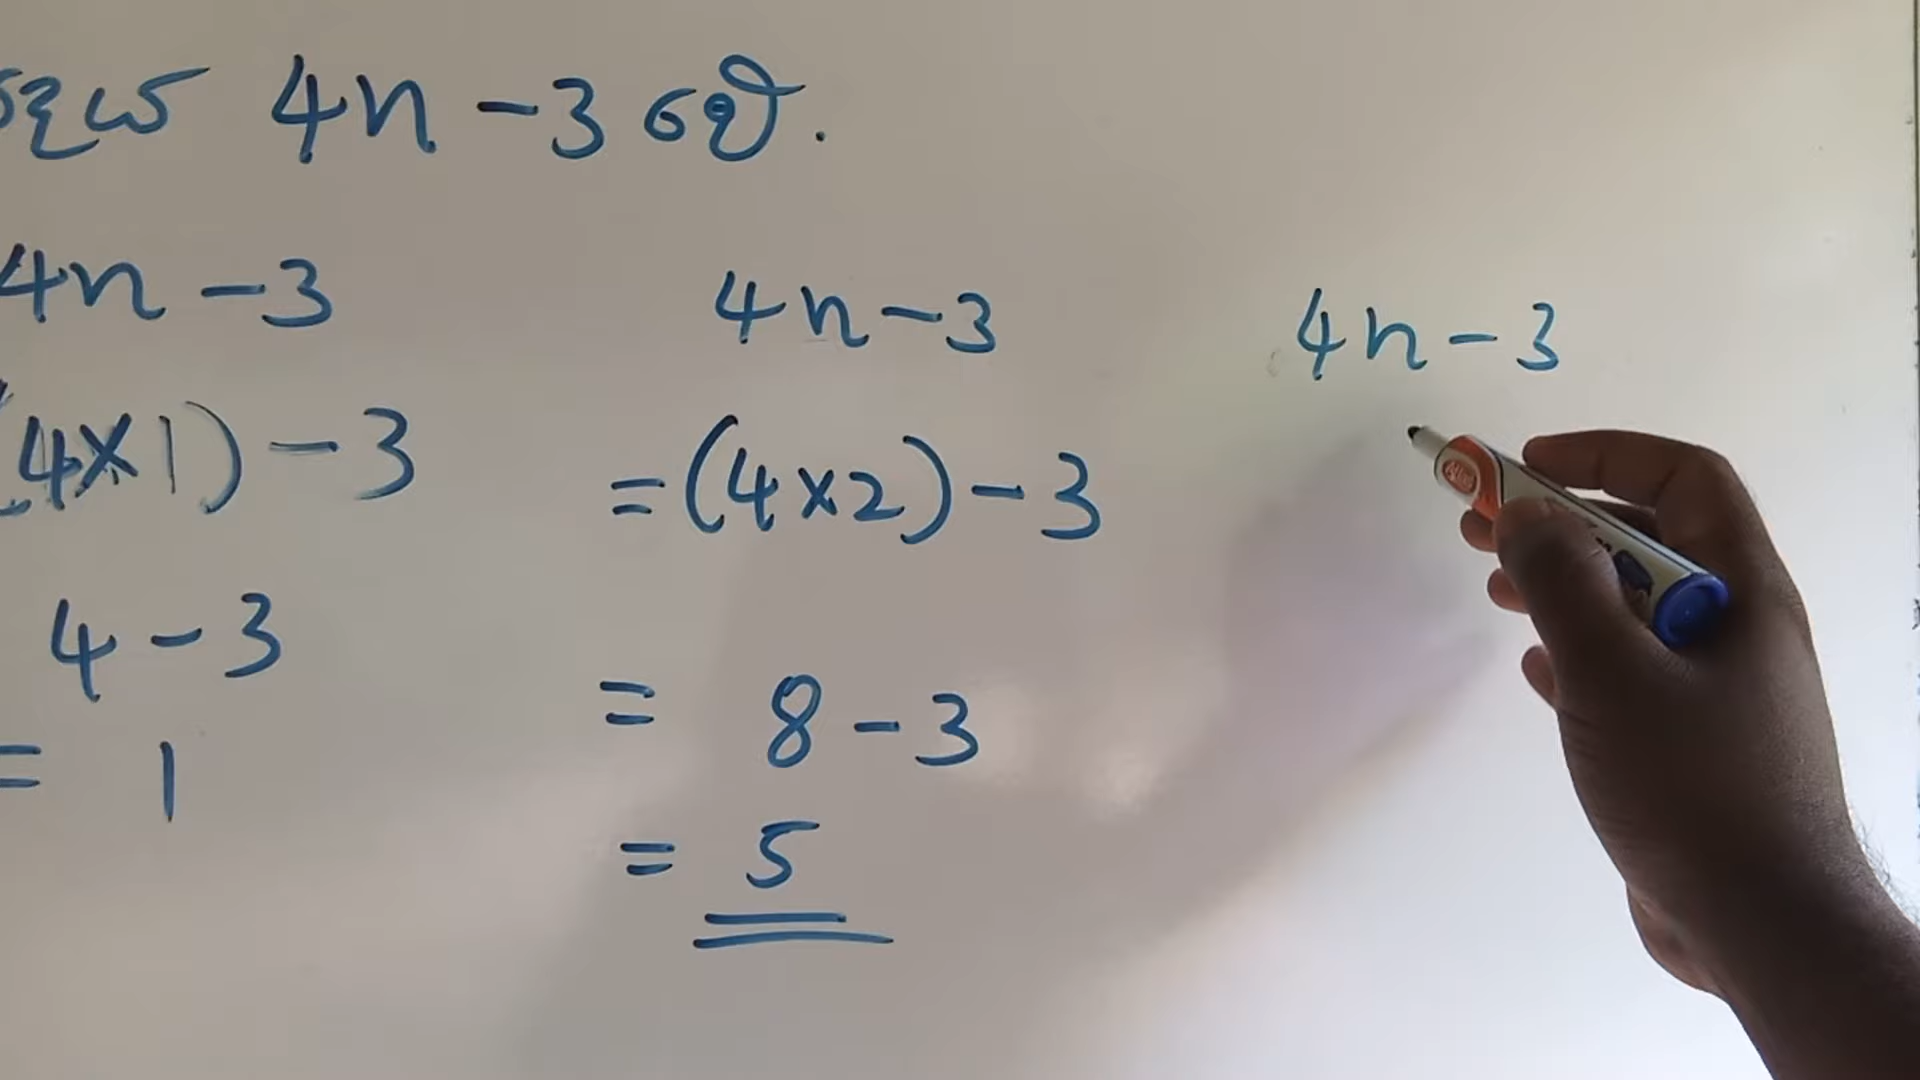 4n - 3 වේ.
4n - 3
(4×1) - 3
4 - 3
= 1
4n - 3
= (4×2) - 3
= 8 - 3
= 5
4n - 3